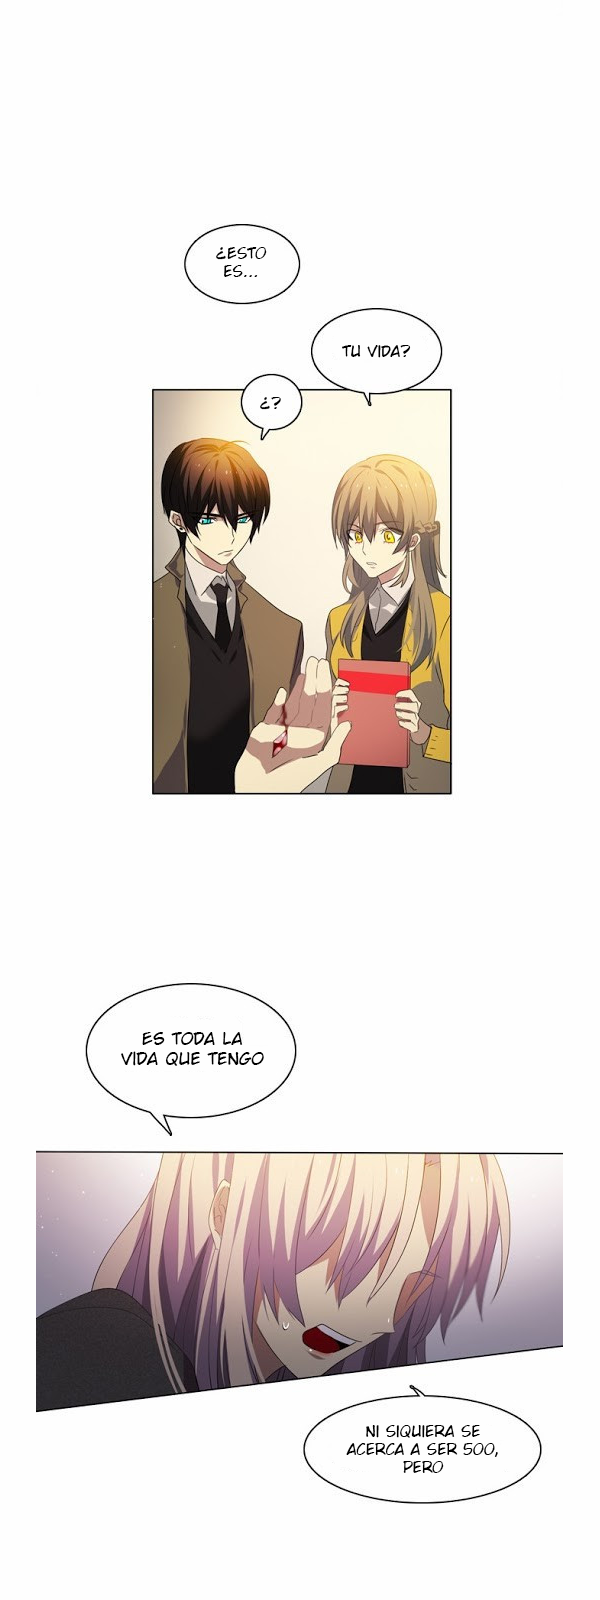 ¿ESTO
ES...
TU VIDA?
¿?
ES TODA LA
VIDA QUE TENGO
NI SIQUIERA SE
ACERCA A SER 500,
PERO